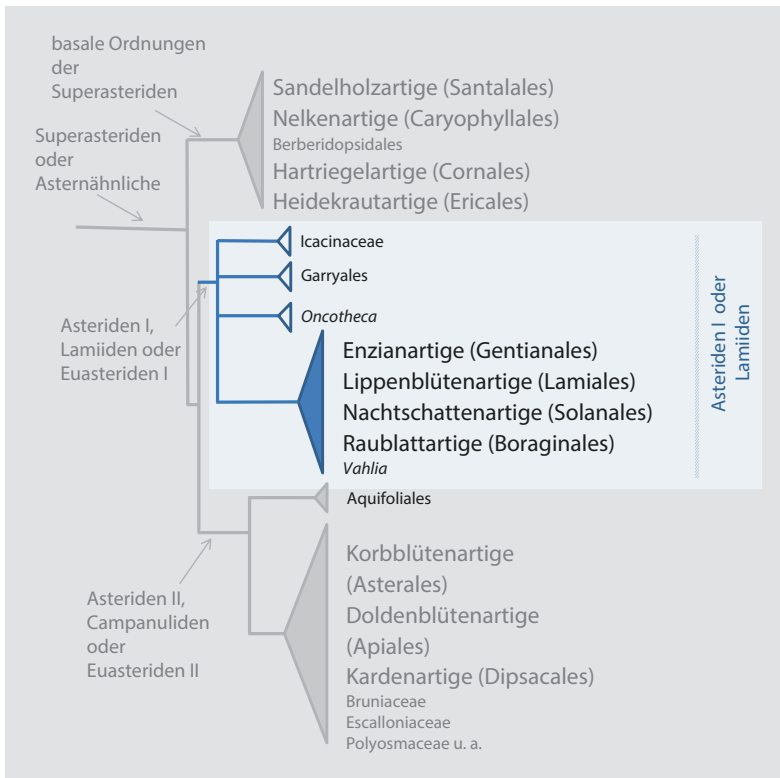 basale Ordnungen
der
Superasteriden
Sandelholzartige (Santalales)
Nelkenartige (Caryophyllales)
Berberidopsidales
Hartriegelartige (Cornales)
Heidekrautartige (Ericales)
Superasteriden
oder
Asternähnliche
Icacinaceae
Garryales
Oncotheca
Asteriden I,
Lamiiden oder
Euasteriden I
Enzianartige (Gentianales)
Lippenblütenartige (Lamiales)
Nachtschattenartige (Solanales)
Raublattartige (Boraginales)
Vahlia
Asteriden I oder
Lamiiden
Aquifoliales
Asteriden II,
Campanuliden
oder
Euasteriden II
Korbblütenartige
(Asterales)
Doldenblütenartige
(Apiales)
Kardenartige (Dipsacales)
Bruniaceae
Escalloniaceae
Polyosmaceae u. a.